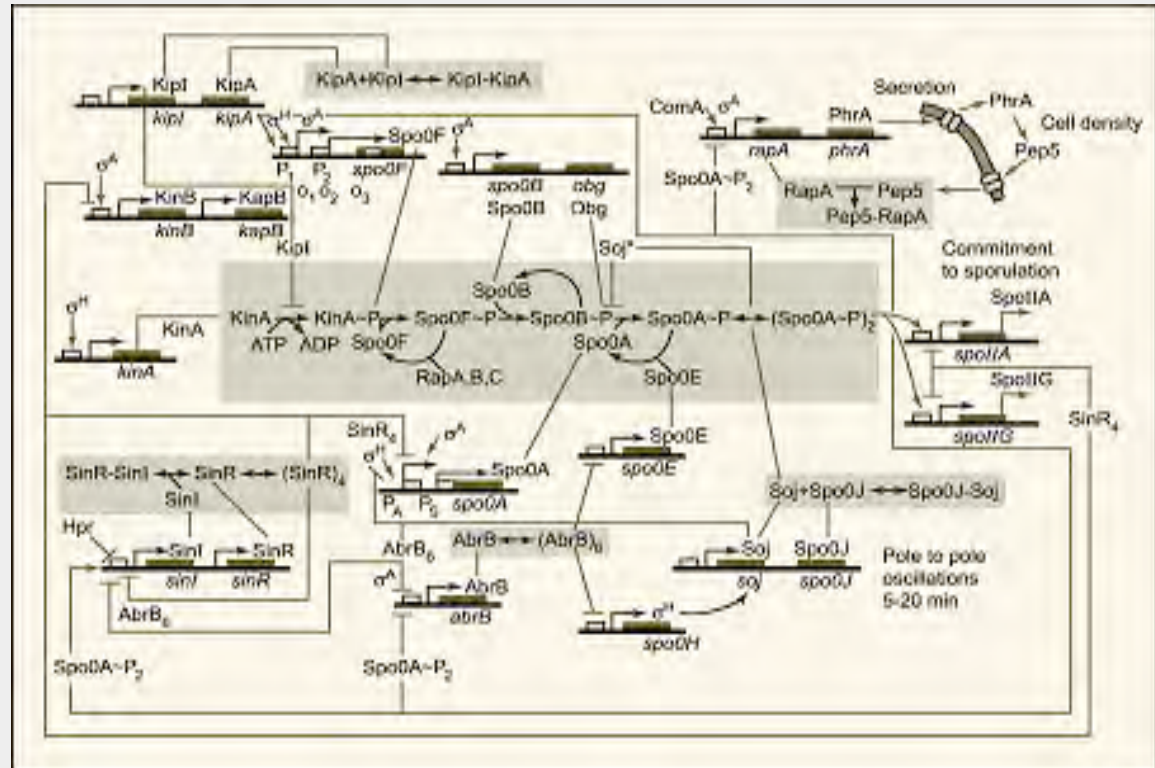 KipI KipA
kipI kipA
KipA+KipI KipI-KipA
σH σA
Spo0F
P1 P2 spo0F
o1 o2 o3
σA
spo0B obg
Spo0B Obg
ComA σA
PhrA
rapA phrA
Secretion
PhrA
Cell density
Pep5
Spo0A~P2
RapA Pep5
Pep5-RapA
σA
KinB KapB
kinB kapB
KipI
Soj*
Commitment
to sporulation
SpoIIA
spoIIA
SpoIIG
spoIIG
SinR4
σH
KinA
kinA
Spo0B
KinA KinA~P Spo0F~P Spo0B~P Spo0A~P (Spo0A~P)2
ATP ADP Spo0F Spo0A
RapA,B,C Spo0E
SinR4 σA
σH
Spo0A
PA PS spo0A
Spo0E
spo0E
SinR-SinI SinR (SinR)4
SinI
Hpr
SinI SinR
sinI sinR
AbrB6
Soj+Spo0J Spo0J-Soj
AbrB6
AbrB (AbrB)6
σA
AbrB
abrB
Soj Spo0J
soj spo0J
Pole to pole
oscillations
5-20 min
σH
spo0H
Spo0A~P2
Spo0A~P2